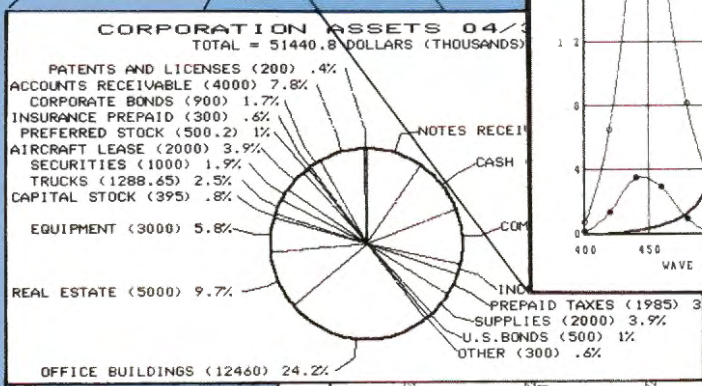 CORPORATION ASSETS 04/
TOTAL = 51440.8 DOLLARS (THOUSANDS)
PATENTS AND LICENSES (200) .4%
ACCOUNTS RECEIVABLE (4000) 7.8%
CORPORATE BONDS (900) 1.7%
INSURANCE PREPAID (300) .6%
PREFERRED STOCK (500.2) 1%
AIRCRAFT LEASE (2000) 3.9%
SECURITIES (1000) 1.9%
TRUCKS (1288.65) 2.5%
CAPITAL STOCK (395) .8%
EQUIPMENT (3000) 5.8%
REAL ESTATE (5000) 9.7%
OFFICE BUILDINGS (12460) 24.2%
NOTES RECEI
CASH
COM
INC
PREPAID TAXES (1985) 3
SUPPLIES (2000) 3.9%
U.S.BONDS (500) 1%
OTHER (300) .6%
1 2
8
4
0
400
450
WAVE